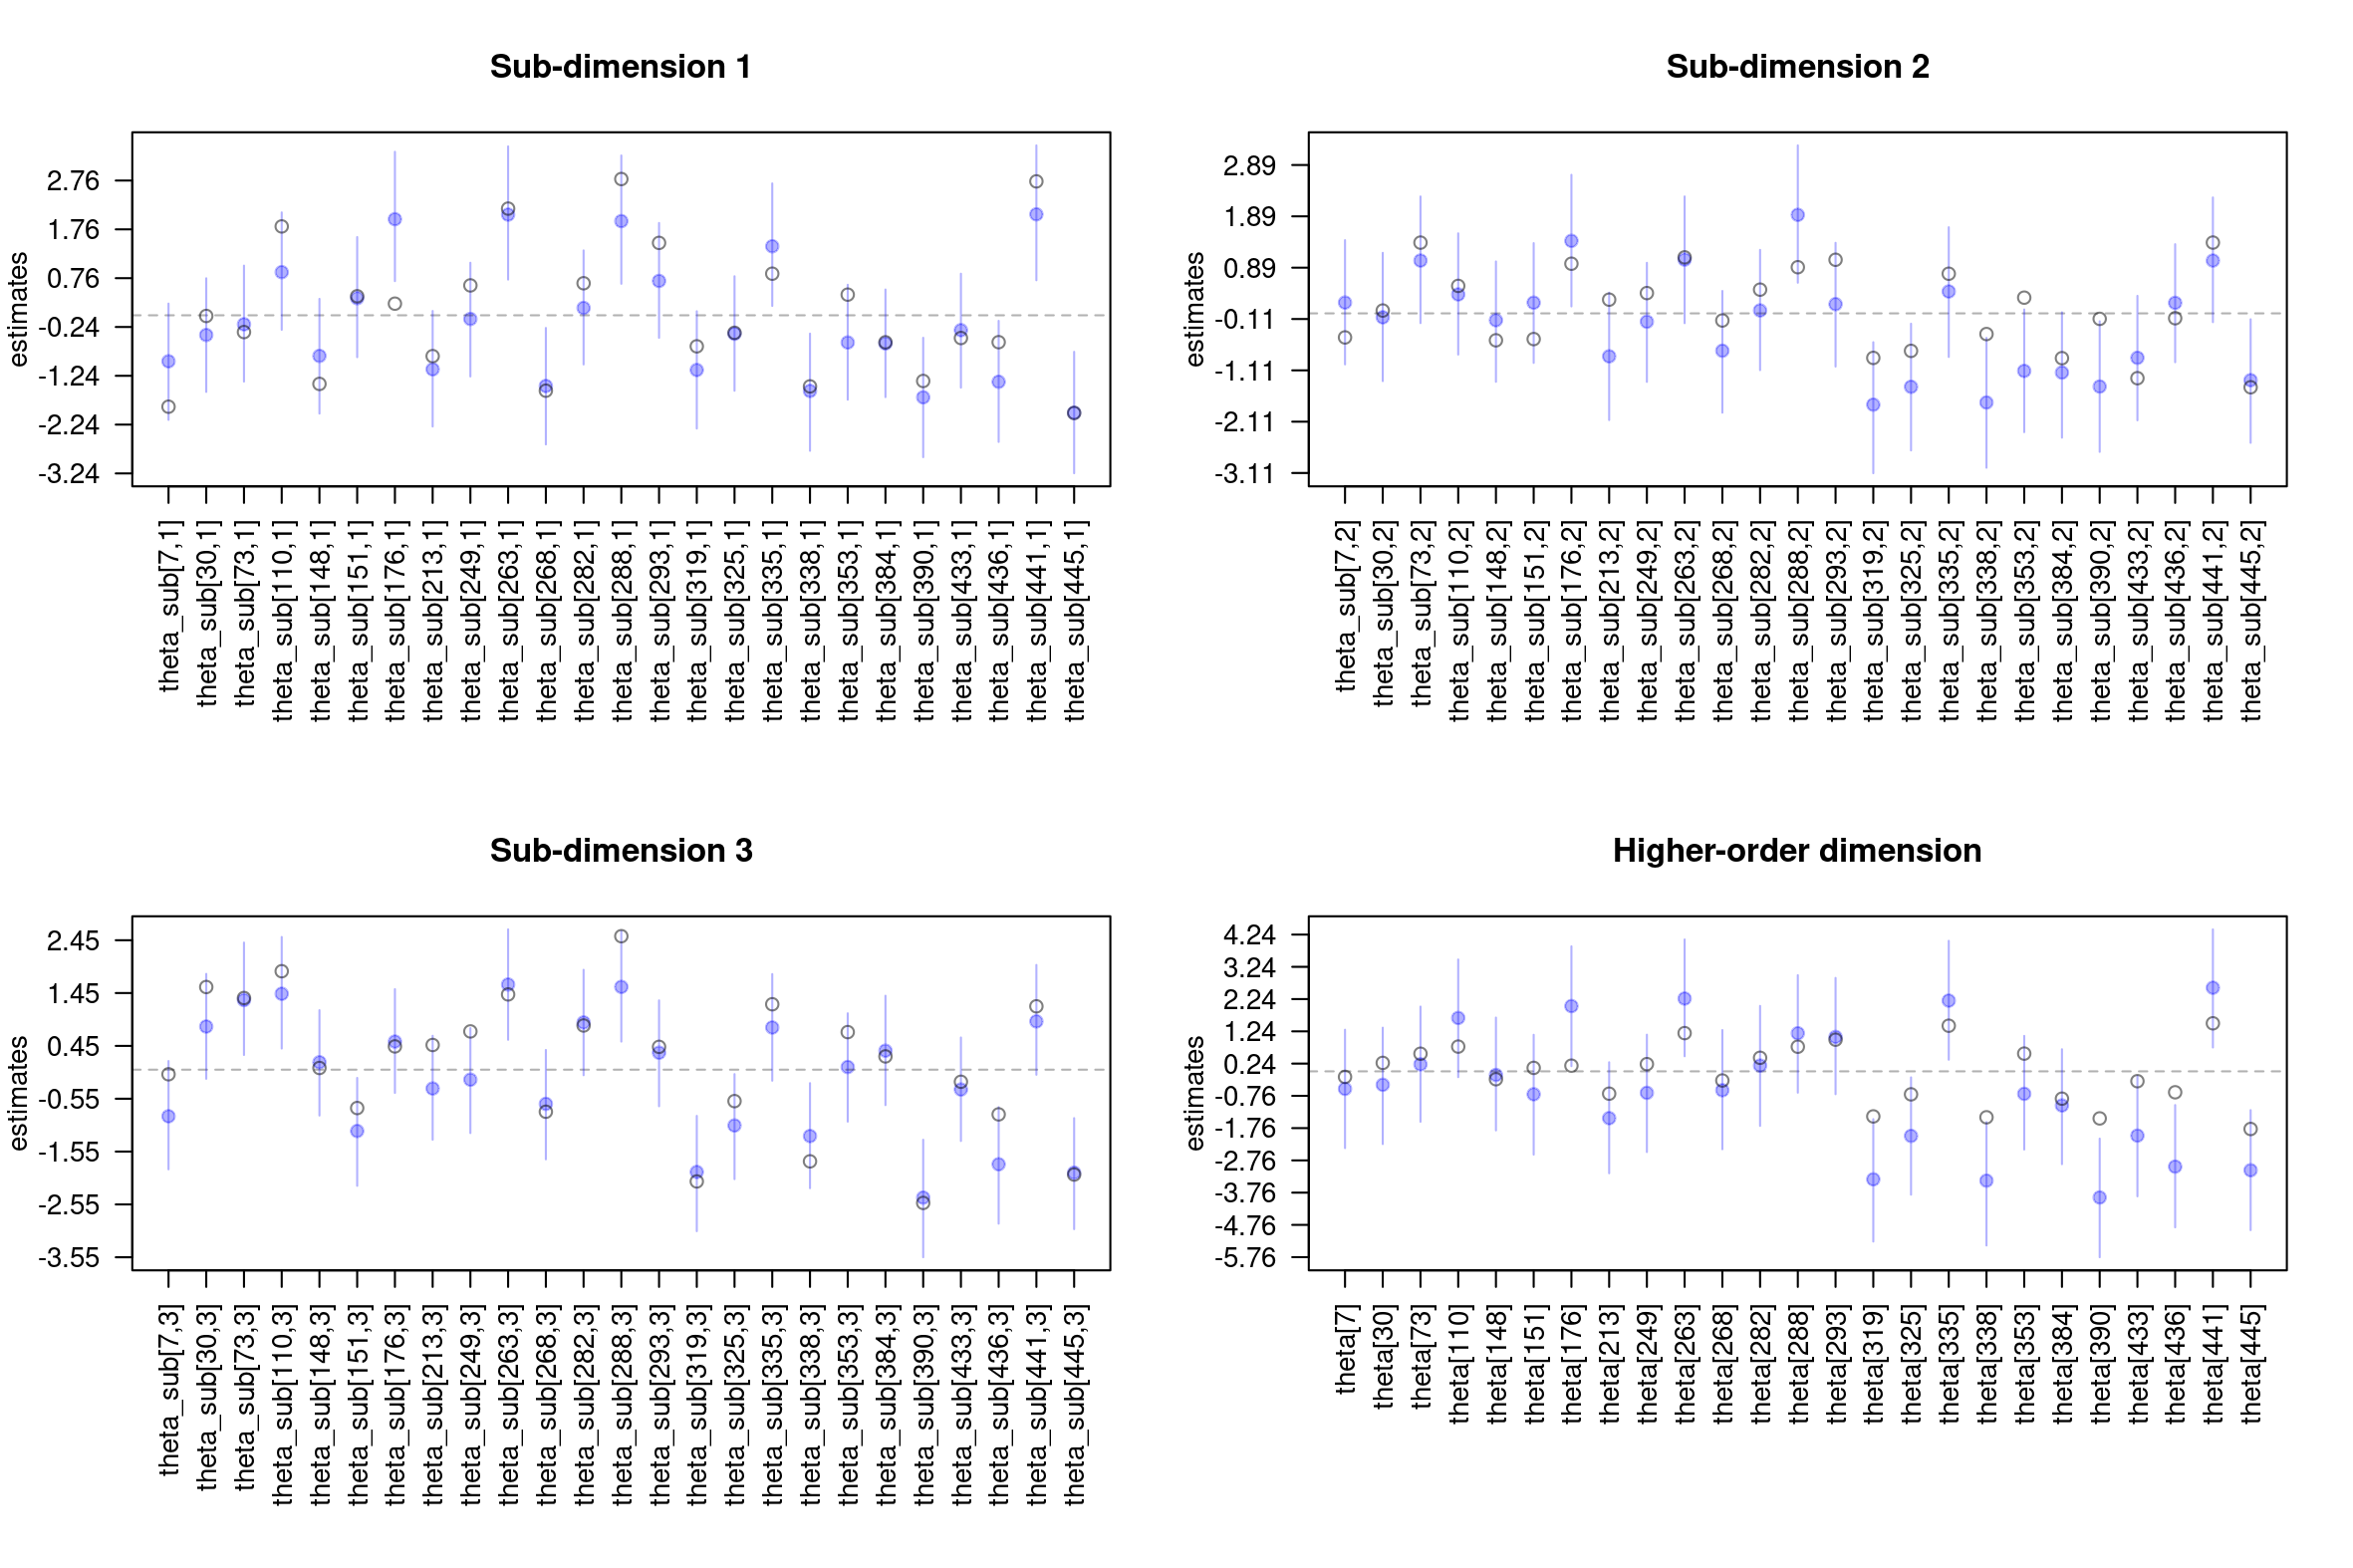 Sub-dimension 1
estimates
2.76
1.76
0.76
-0.24
-1.24
-2.24
-3.24
theta_sub[7,1]
theta_sub[30,1]
theta_sub[73,1]
theta_sub[110,1]
theta_sub[148,1]
theta_sub[151,1]
theta_sub[176,1]
theta_sub[213,1]
theta_sub[249,1]
theta_sub[263,1]
theta_sub[268,1]
theta_sub[282,1]
theta_sub[288,1]
theta_sub[293,1]
theta_sub[319,1]
theta_sub[325,1]
theta_sub[335,1]
theta_sub[338,1]
theta_sub[353,1]
theta_sub[384,1]
theta_sub[390,1]
theta_sub[433,1]
theta_sub[436,1]
theta_sub[441,1]
theta_sub[445,1]
Sub-dimension 2
estimates
2.89
1.89
0.89
-0.11
-1.11
-2.11
-3.11
theta_sub[7,2]
theta_sub[30,2]
theta_sub[73,2]
theta_sub[110,2]
theta_sub[148,2]
theta_sub[151,2]
theta_sub[176,2]
theta_sub[213,2]
theta_sub[249,2]
theta_sub[263,2]
theta_sub[268,2]
theta_sub[282,2]
theta_sub[288,2]
theta_sub[293,2]
theta_sub[319,2]
theta_sub[325,2]
theta_sub[335,2]
theta_sub[338,2]
theta_sub[353,2]
theta_sub[384,2]
theta_sub[390,2]
theta_sub[433,2]
theta_sub[436,2]
theta_sub[441,2]
theta_sub[445,2]
Sub-dimension 3
estimates
2.45
1.45
0.45
-0.55
-1.55
-2.55
-3.55
theta_sub[7,3]
theta_sub[30,3]
theta_sub[73,3]
theta_sub[110,3]
theta_sub[148,3]
theta_sub[151,3]
theta_sub[176,3]
theta_sub[213,3]
theta_sub[249,3]
theta_sub[263,3]
theta_sub[268,3]
theta_sub[282,3]
theta_sub[288,3]
theta_sub[293,3]
theta_sub[319,3]
theta_sub[325,3]
theta_sub[335,3]
theta_sub[338,3]
theta_sub[353,3]
theta_sub[384,3]
theta_sub[390,3]
theta_sub[433,3]
theta_sub[436,3]
theta_sub[441,3]
theta_sub[445,3]
Higher-order dimension
estimates
4.24
3.24
2.24
1.24
0.24
-0.76
-1.76
-2.76
-3.76
-4.76
-5.76
theta[7]
theta[30]
theta[73]
theta[110]
theta[148]
theta[151]
theta[176]
theta[213]
theta[249]
theta[263]
theta[268]
theta[282]
theta[288]
theta[293]
theta[319]
theta[325]
theta[335]
theta[338]
theta[353]
theta[384]
theta[390]
theta[433]
theta[436]
theta[441]
theta[445]